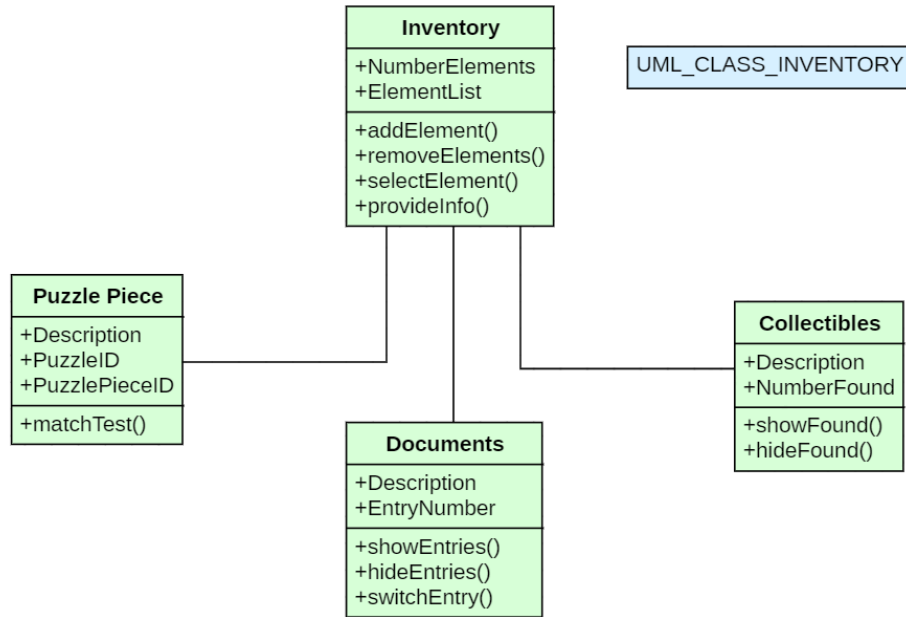 Inventory
+NumberElements
+ElementList
+addElement()
+removeElements()
+selectElement()
+provideInfo()
UML_CLASS_INVENTORY
Puzzle Piece
+Description
+PuzzleID
+PuzzlePieceID
+matchTest()
Documents
+Description
+EntryNumber
+showEntries()
+hideEntries()
+switchEntry()
Collectibles
+Description
+NumberFound
+showFound()
+hideFound()